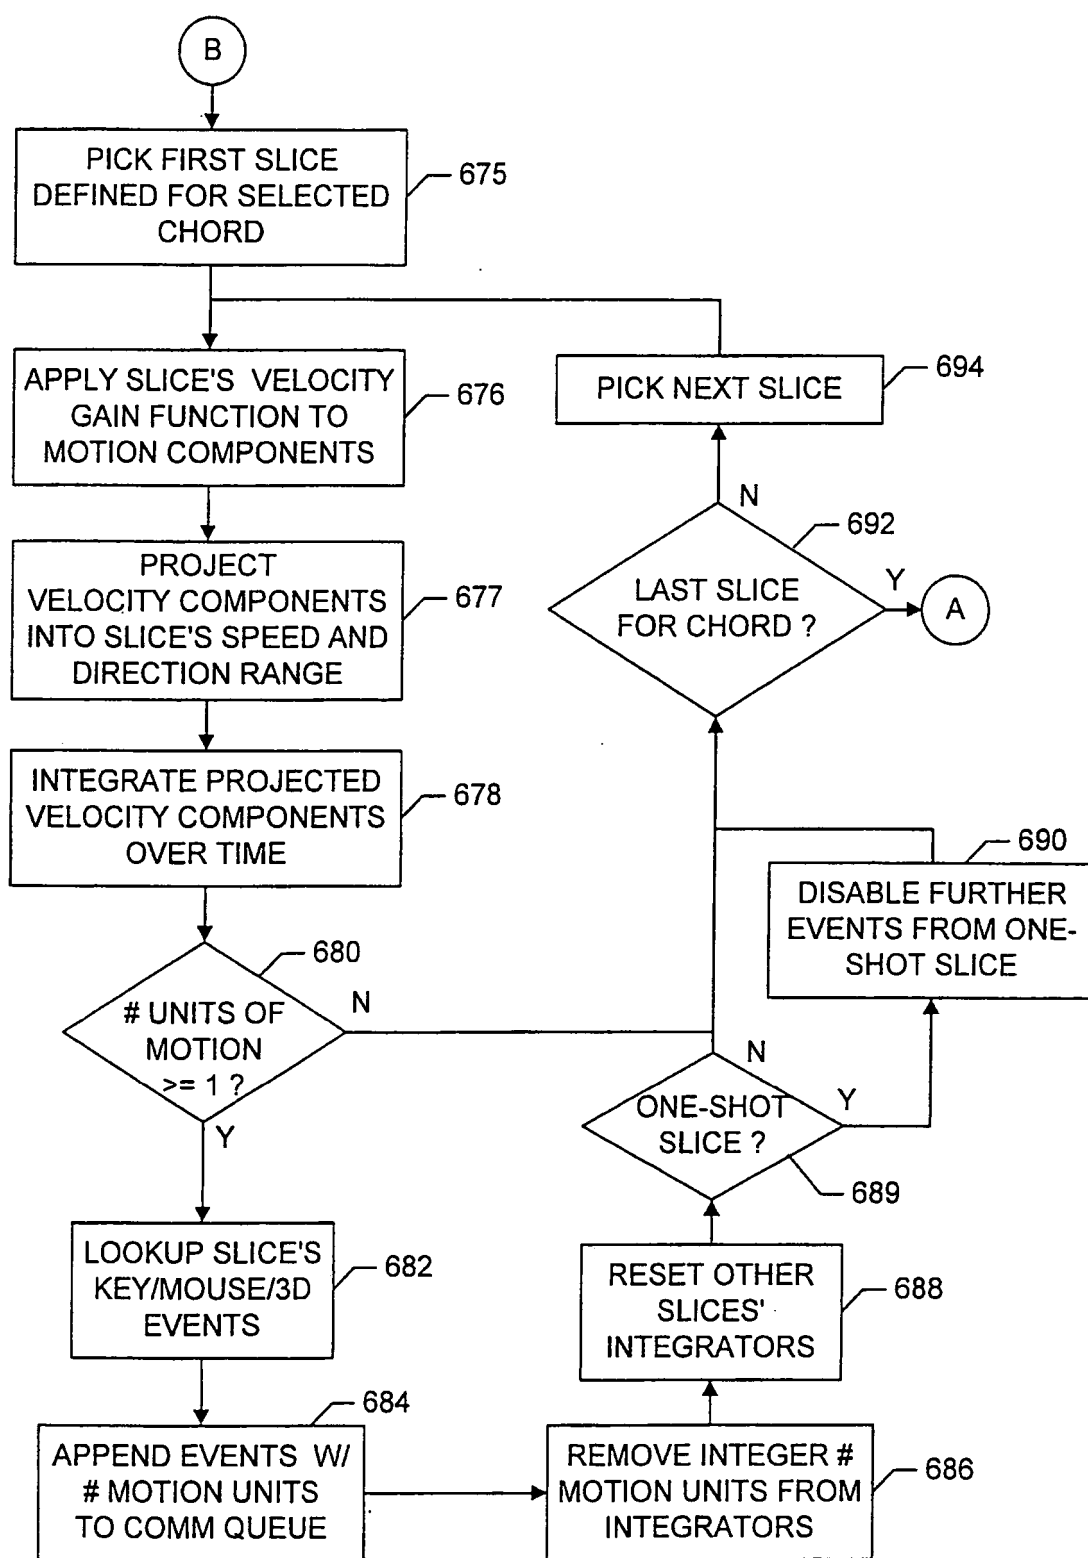 B
PICK FIRST SLICE
DEFINED FOR SELECTED
CHORD
675
APPLY SLICE'S VELOCITY
GAIN FUNCTION TO
MOTION COMPONENTS
676
PROJECT
VELOCITY COMPONENTS
INTO SLICE'S SPEED AND
DIRECTION RANGE
677
INTEGRATE PROJECTED
VELOCITY COMPONENTS
OVER TIME
678
# UNITS OF
MOTION
>= 1 ?
680
N
Y
LOOKUP SLICE'S
KEY/MOUSE/3D
EVENTS
682
APPEND EVENTS W/
# MOTION UNITS
TO COMM QUEUE
684
REMOVE INTEGER #
MOTION UNITS FROM
INTEGRATORS
686
RESET OTHER
SLICES'
INTEGRATORS
688
ONE-SHOT
SLICE ?
689
N
Y
DISABLE FURTHER
EVENTS FROM ONE-
SHOT SLICE
690
LAST SLICE
FOR CHORD ?
692
N
Y
A
PICK NEXT SLICE
694